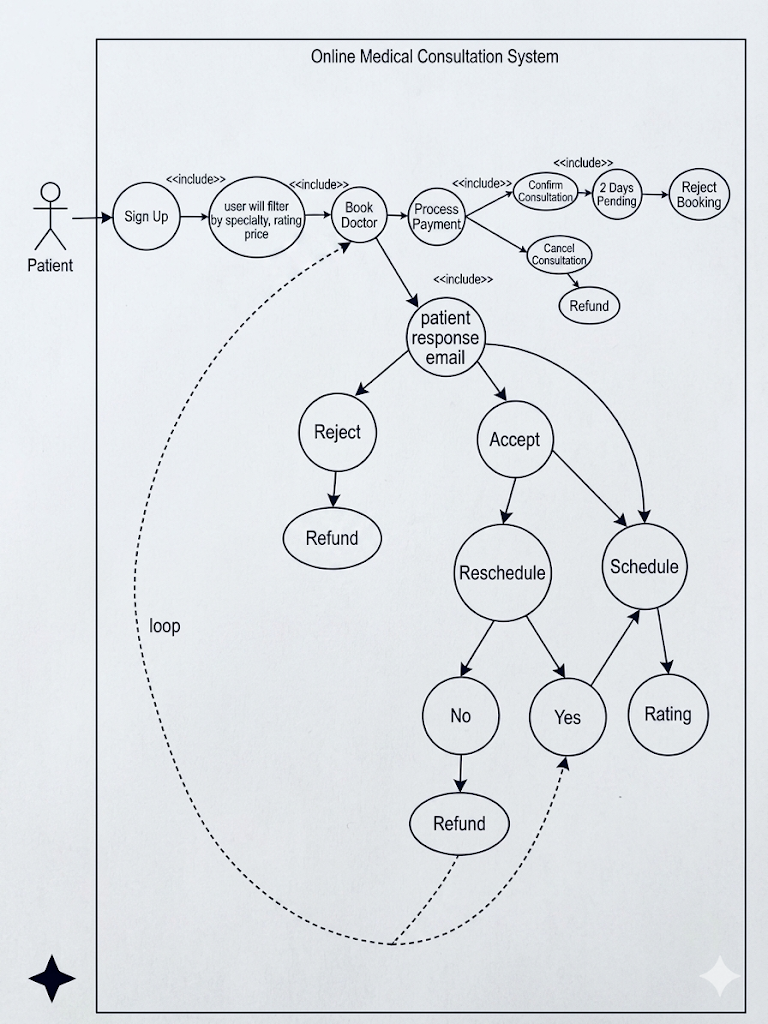 Online Medical Consultation System
Patient
Sign Up
<<include>>
user will filter
by specialty, rating
price
<<include>>
Book
Doctor
Process
Payment
<<include>>
Confirm
Consultation
<<include>>
2 Days
Pending
Reject
Booking
Cancel
Consultation
Refund
<<include>>
patient
response
email
Reject
Refund
Accept
Reschedule
Schedule
loop
No
Yes
Rating
Refund